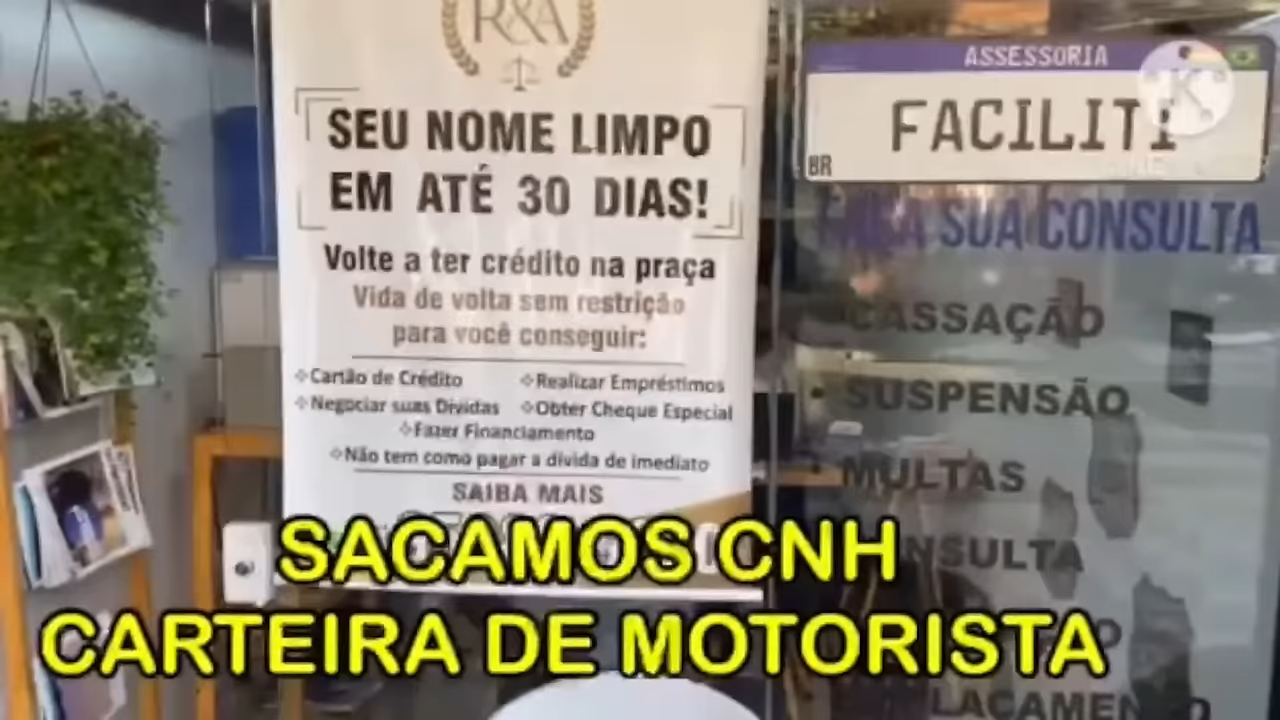 R&A
SEU NOME LIMPO
EM ATÉ 30 DIAS!
Volte a ter crédito na praça
Vida de volta sem restrição
para você conseguir:
Cartão de Crédito
Realizar Empréstimos
Negociar suas Dívidas
Obter Cheque Especial
Fazer Financiamento
Não tem como pagar a dívida de imediato
SAIBA MAIS
ASSESSORIA
FACILITI
BR
SUA CONSULTA
CASSAÇÃO
SUSPENSÃO
MULTAS
SACAMOS CNH
CARTEIRA DE MOTORISTA